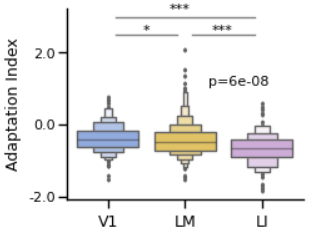 ***
* ***
2.0
p=6e-08
0.0
-2.0
Adaptation Index
V1 LM LI